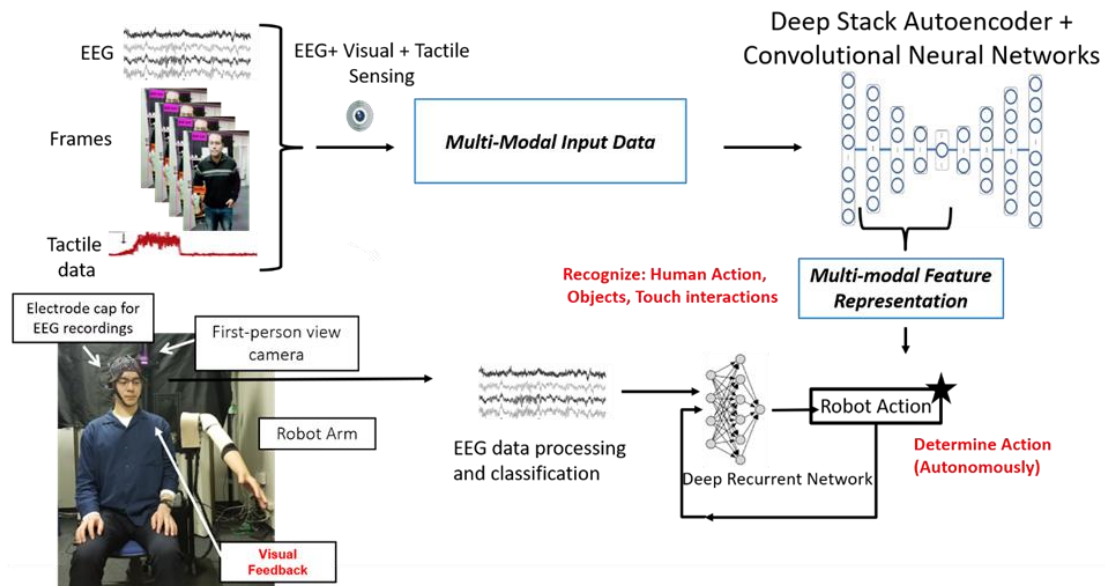 EEG
EEG+ Visual + Tactile
Sensing
Deep Stack Autoencoder +
Convolutional Neural Networks
Frames
Multi-Modal Input Data
Tactile
data
Recognize: Human Action,
Objects, Touch interactions
Multi-modal Feature
Representation
Electrode cap for
EEG recordings
First-person view
camera
Robot Arm
EEG data processing
and classification
Deep Recurrent Network
Robot Action
Determine Action
(Autonomously)
Visual
Feedback